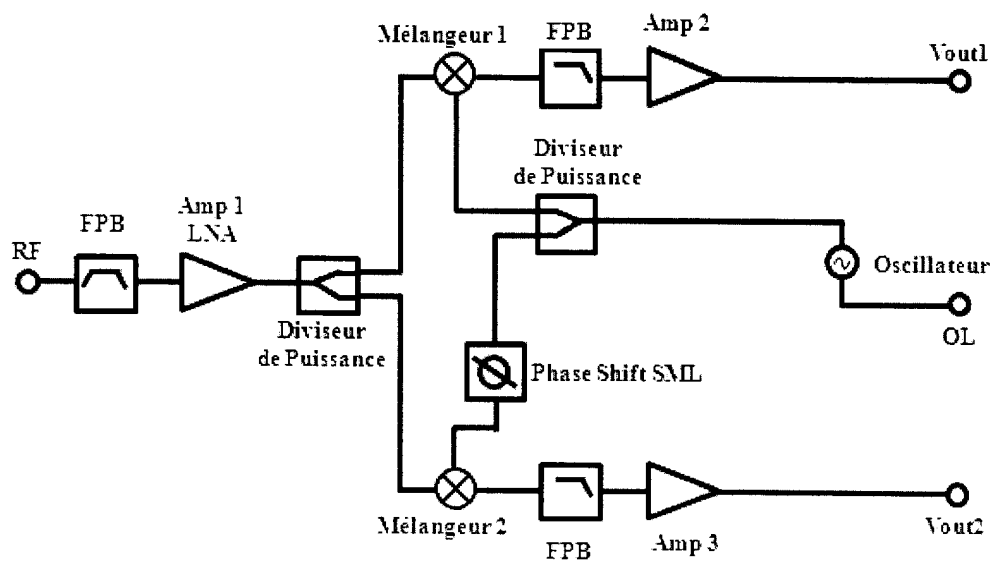 Mélangeur 1
FPB
Amp 2
Vout1
Diviseur
de Puissance
Amp 1
LNA
FPB
RF
Oscillateur
OL
Diviseur
de Puissance
Phase Shift SML
Mélangeur 2
FPB
Amp 3
Vout2